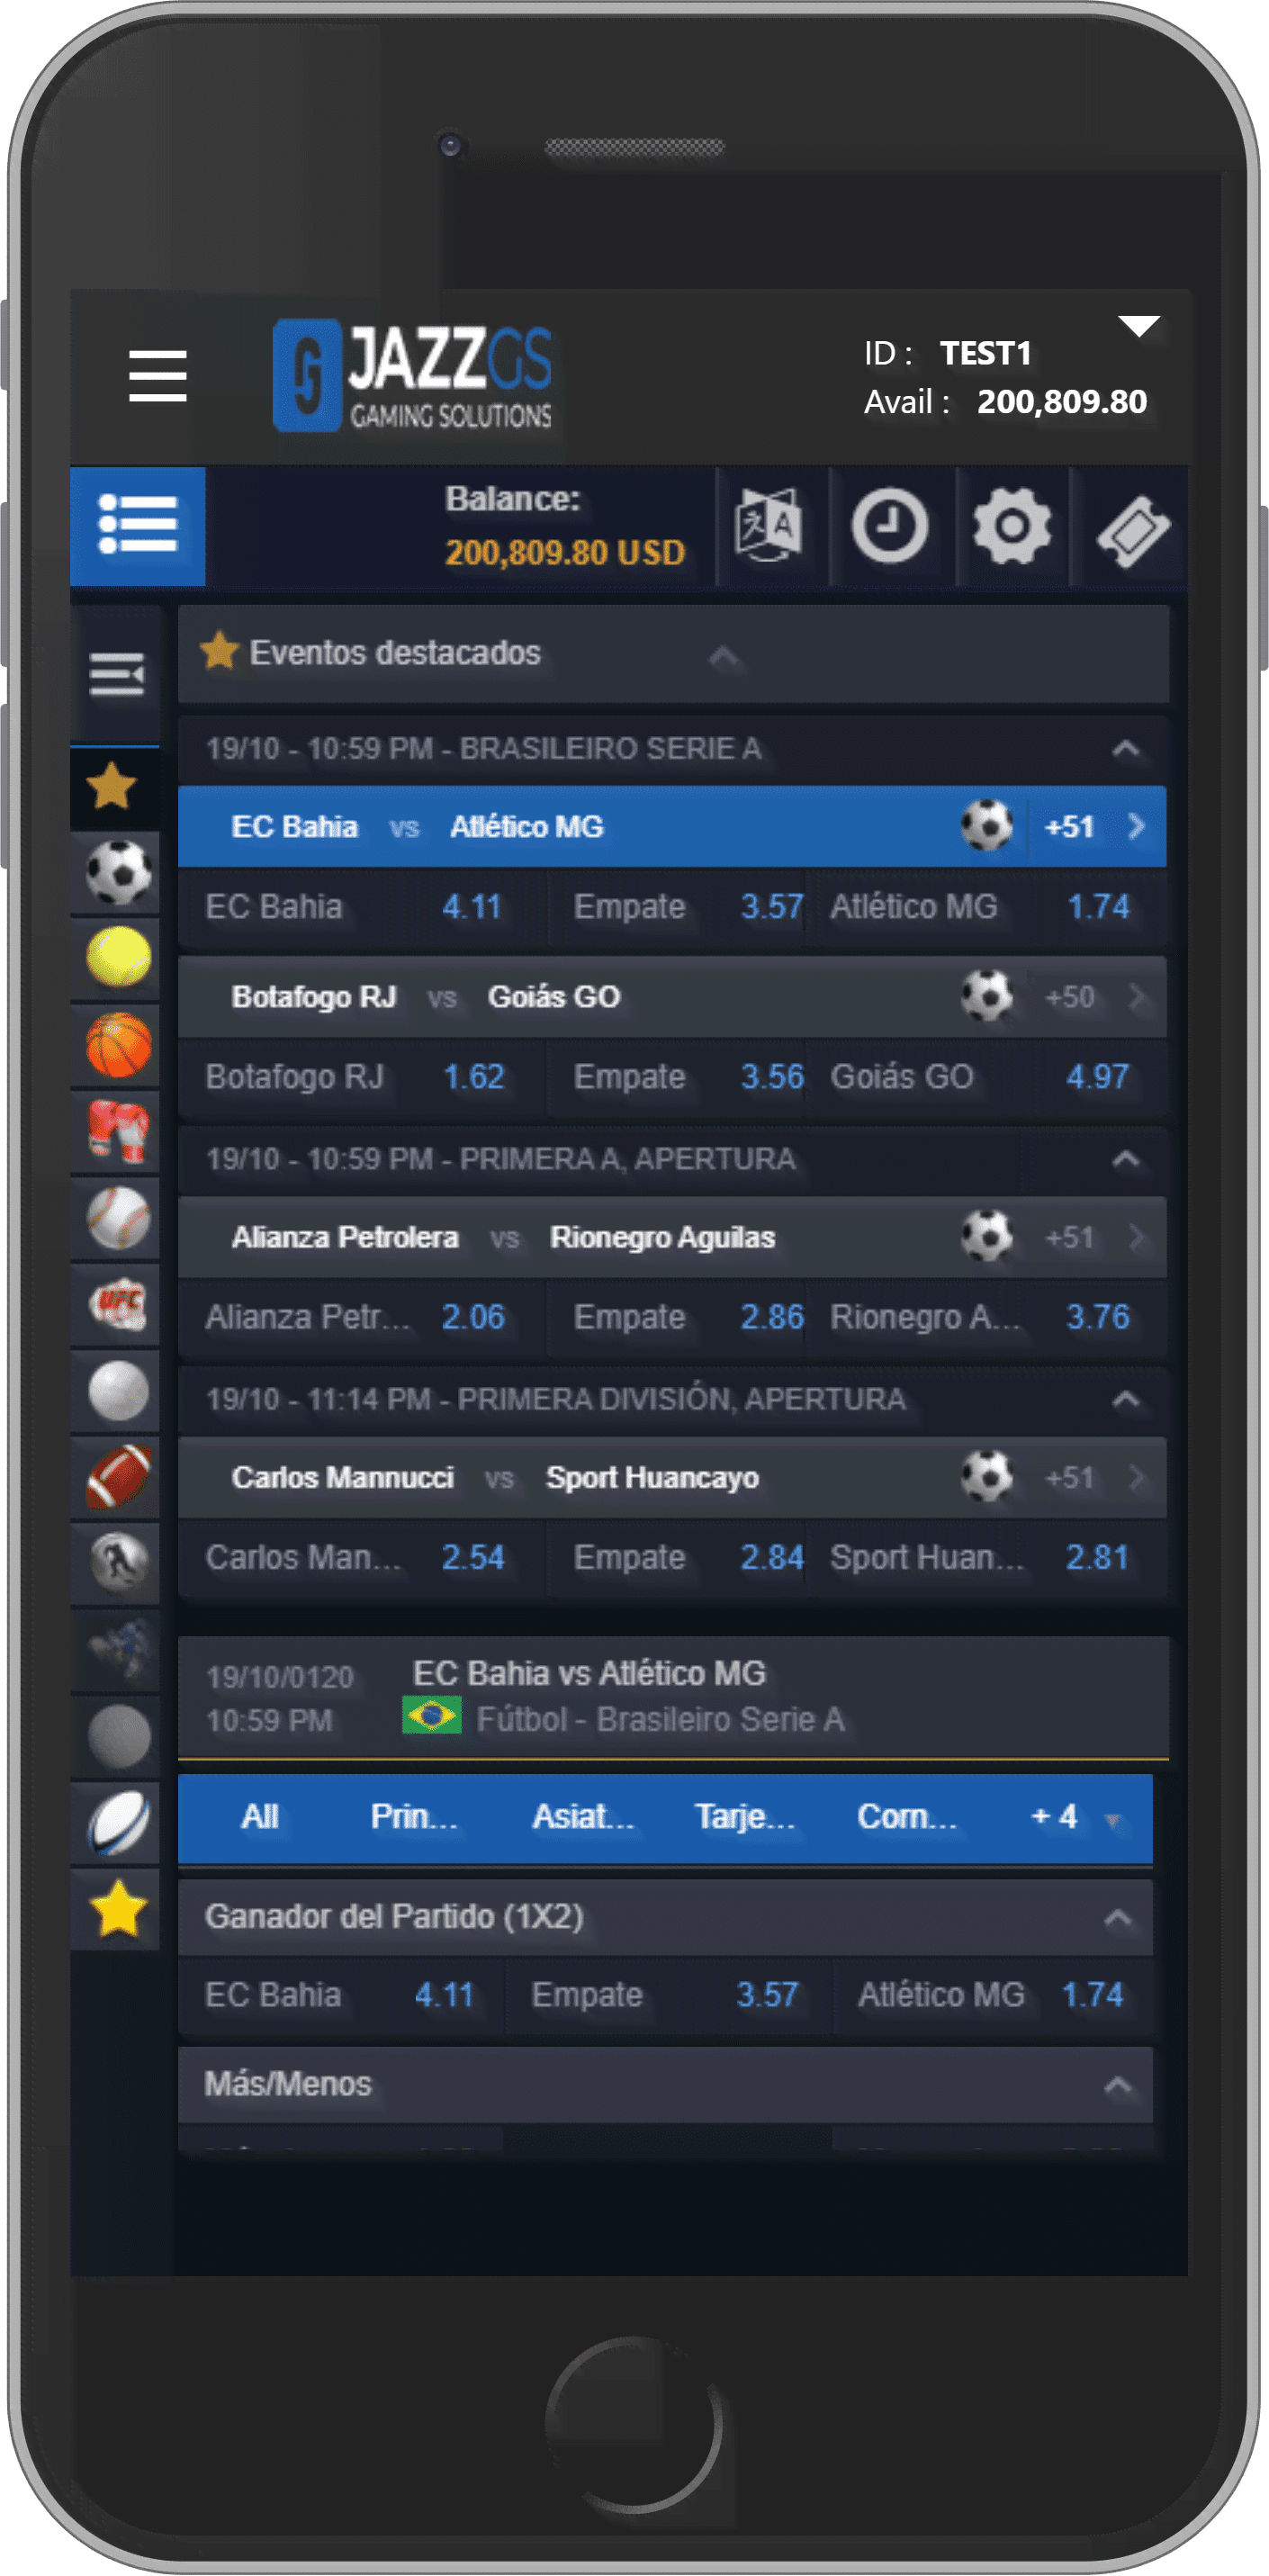 JAZZGS
GAMING SOLUTIONS
ID : TEST1
Avail : 200,809.80
Balance:
200,809.80 USD
Eventos destacados
19/10 - 10:59 PM - BRASILEIRO SERIE A
EC Bahia vs Atlético MG +51
EC Bahia 4.11 Empate 3.57 Atlético MG 1.74
Botafogo RJ vs Goiás GO +50
Botafogo RJ 1.62 Empate 3.56 Goiás GO 4.97
19/10 - 10:59 PM - PRIMERA A, APERTURA
Alianza Petrolera vs Rionegro Aguilas +51
Alianza Petr... 2.06 Empate 2.86 Rionegro A... 3.76
19/10 - 11:14 PM - PRIMERA DIVISIÓN, APERTURA
Carlos Mannucci vs Sport Huancayo +51
Carlos Man... 2.54 Empate 2.84 Sport Huan... 2.81
UFC
19/10/0120 EC Bahia vs Atlético MG
10:59 PM Fútbol - Brasileiro Serie A
All Prin... Asiat... Tarje... Corn... + 4
Ganador del Partido (1X2)
EC Bahia 4.11 Empate 3.57 Atlético MG 1.74
Más/Menos